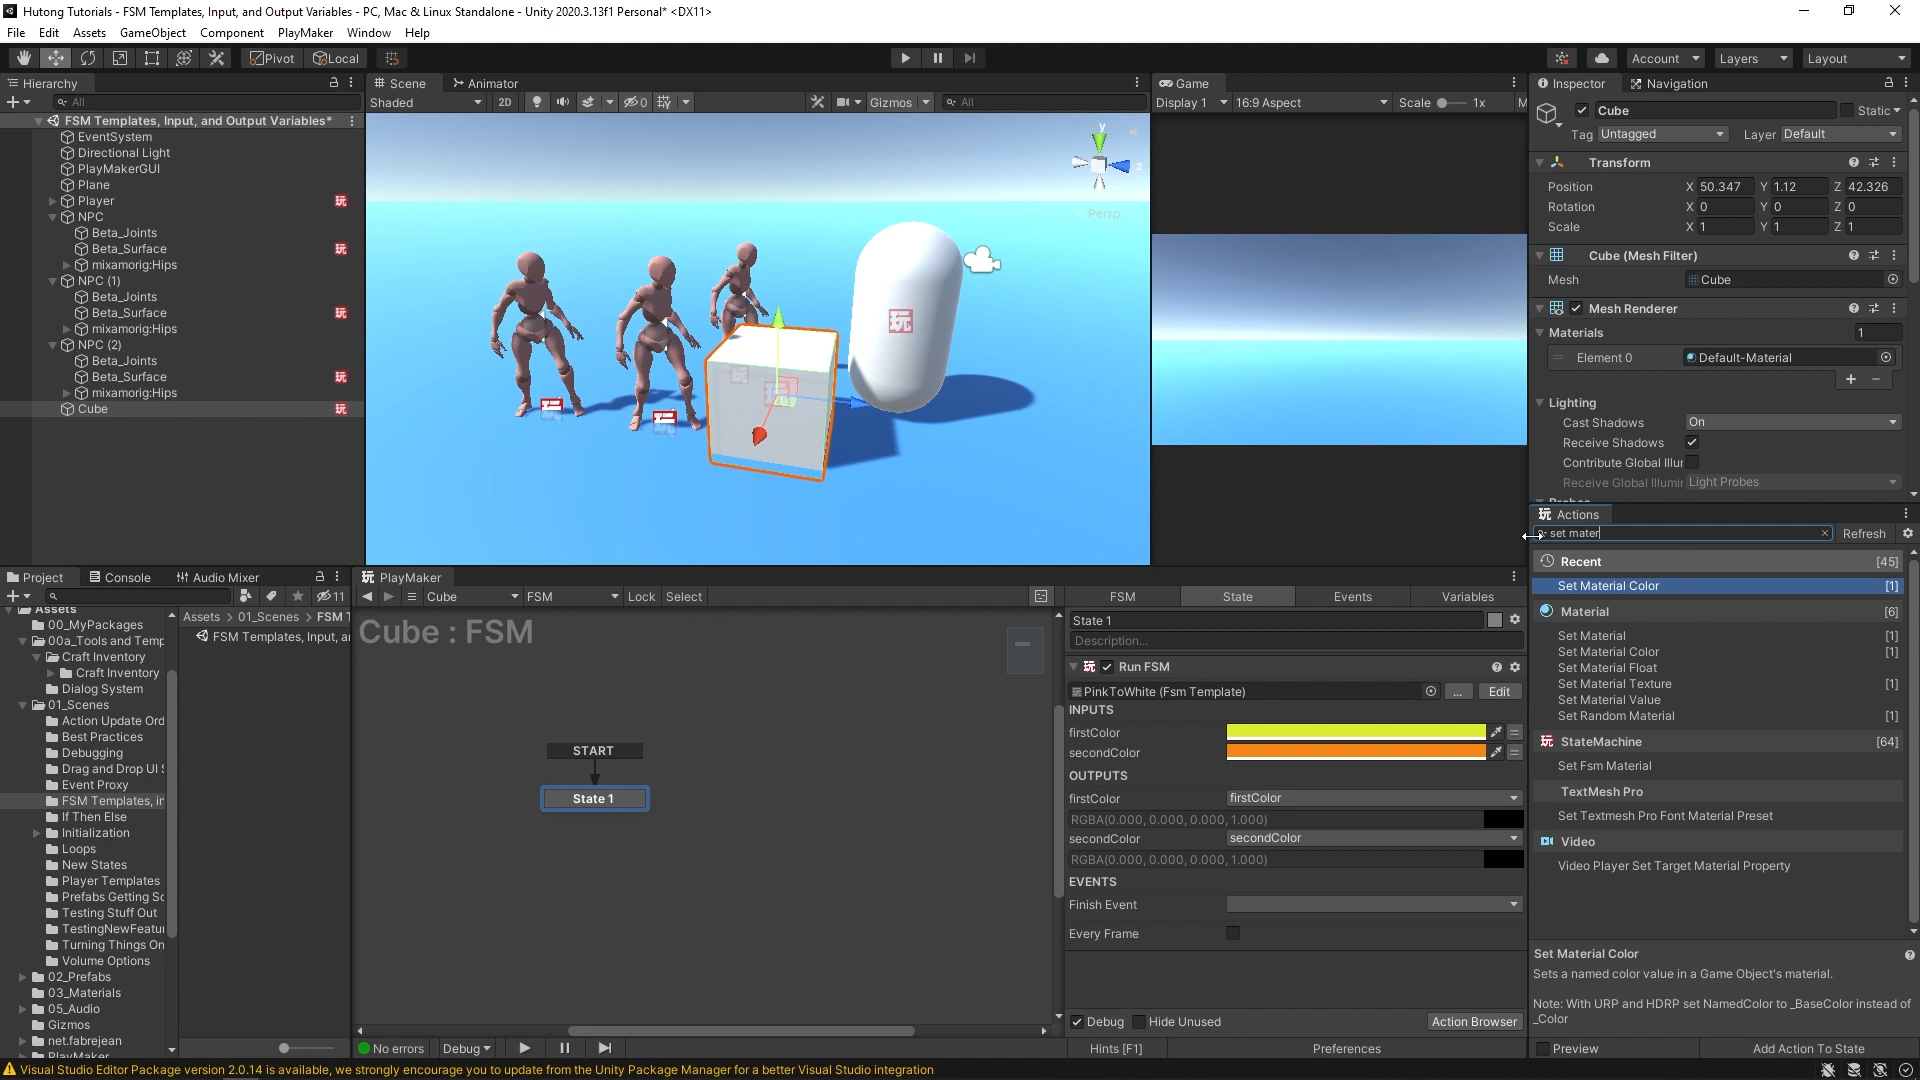 Hutong Tutorials - FSM Templates, Input, and Output Variables - PC, Mac & Linux Standalone - Unity 2020.3.13f1 Personal* <DX11>
File Edit Assets GameObject Component PlayMaker Window Help
Pivot Local Account Layers Layout
Hierarchy
All
FSM Templates, Input, and Output Variables*
EventSystem
Directional Light
PlayMakerGUI
Plane
Player 玩
NPC
Beta_Joints
Beta_Surface 玩
mixamorig:Hips
NPC (1)
Beta_Joints
Beta_Surface 玩
mixamorig:Hips
NPC (2)
Beta_Joints
Beta_Surface 玩
mixamorig:Hips
Cube 玩
Scene Animator
Shaded 2D 0 Gizmos All
y
z
Persp
玩
Game
Display 1 16:9 Aspect Scale 1x M
Inspector Navigation
Cube Static
Tag Untagged Layer Default
Transform
Position X 50.347 Y 1.12 Z 42.326
Rotation X 0 Y 0 Z 0
Scale X 1 Y 1 Z 1
Cube (Mesh Filter)
Mesh Cube
Mesh Renderer
Materials 1
Element 0 Default-Material
Lighting
Cast Shadows On
Receive Shadows
Contribute Global Illur
Receive Global Illumir Light Probes
Actions
set mater Refresh
Recent [45]
Set Material Color [1]
Material [6]
Set Material [1]
Set Material Color [1]
Set Material Float
Set Material Texture [1]
Set Material Value
Set Random Material [1]
StateMachine [64]
Set Fsm Material
TextMesh Pro
Set Textmesh Pro Font Material Preset
Video
Video Player Set Target Material Property
Set Material Color
Sets a named color value in a Game Object's material.
Note: With URP and HDRP set NamedColor to _BaseColor instead of
_Color
Preview Add Action To State
Project Console Audio Mixer
11
Assets
00_MyPackages
00a_Tools and Temp
Craft Inventory
Craft Inventory
Dialog System
01_Scenes
Action Update Ord
Best Practices
Debugging
Drag and Drop UI S
Event Proxy
FSM Templates, in
If Then Else
Initialization
Loops
New States
Player Templates
Prefabs Getting Sc
Testing Stuff Out
TestingNewFeatu
Turning Things On
Volume Options
02_Prefabs
03_Materials
05_Audio
Gizmos
net.fabrejean
PlayMaker
Assets > 01_Scenes > FSM T
FSM Templates, Input, ar
玩 PlayMaker
Cube FSM Lock Select
Cube : FSM
START
State 1
No errors Debug
FSM State Events Variables
State 1
Description...
Run FSM
PinkToWhite (Fsm Template) ... Edit
INPUTS
firstColor
secondColor
OUTPUTS
firstColor firstColor
RGBA(0.000, 0.000, 0.000, 1.000)
secondColor secondColor
RGBA(0.000, 0.000, 0.000, 1.000)
EVENTS
Finish Event
Every Frame
Debug Hide Unused Action Browser
Hints [F1] Preferences
Visual Studio Editor Package version 2.0.14 is available, we strongly encourage you to update from the Unity Package Manager for a better Visual Studio integration